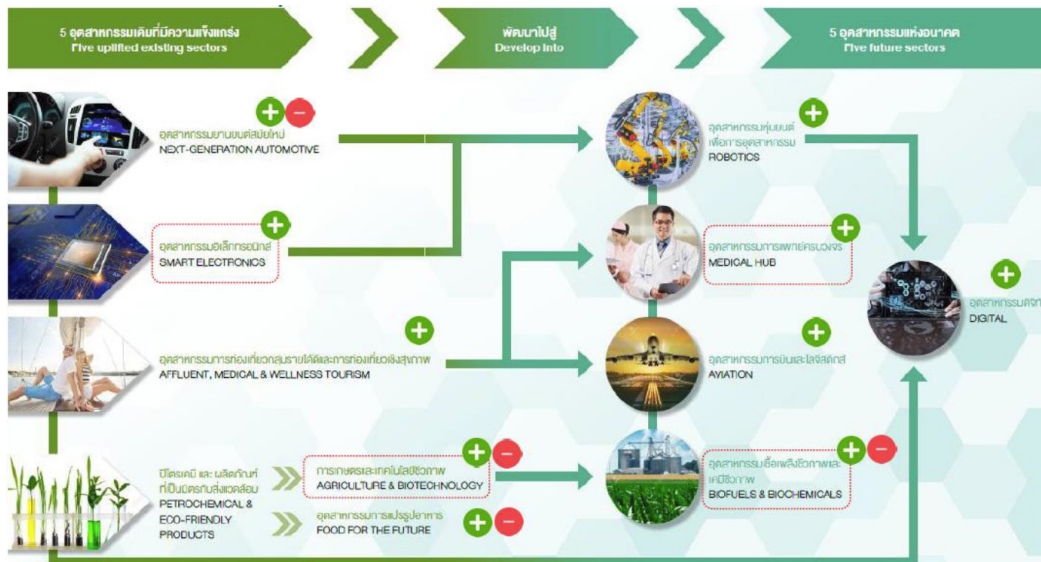 5 อุตสาหกรรมเดิมที่มีความแข็งแกร่ง
Five uplifted existing sectors
พัฒนาไปสู่
Develop into
5 อุตสาหกรรมแห่งอนาคต
Five future sectors
อุตสาหกรรมยานยนต์สมัยใหม่
NEXT-GENERATION AUTOMOTIVE
อุตสาหกรรมหุ่นยนต์
เพื่อการอุตสาหกรรม
ROBOTICS
อุตสาหกรรมอิเล็กทรอนิกส์
SMART ELECTRONICS
อุตสาหกรรมการแพทย์ครบวงจร
MEDICAL HUB
อุตสาหกรรมดิจิท
DIGITAL
อุตสาหกรรมการท่องเที่ยวกลุ่มรายได้ดีและการท่องเที่ยวเชิงสุขภาพ
AFFLUENT, MEDICAL & WELLNESS TOURISM
อุตสาหกรรมการบินและโลจิสติกส์
AVIATION
ปิโตรเคมี และ ผลิตภัณฑ์
ที่เป็นมิตรกับสิ่งแวดล้อม
PETROCHEMICAL &
ECO-FRIENDLY
PRODUCTS
การเกษตรและเทคโนโลยีชีวภาพ
AGRICULTURE & BIOTECHNOLOGY
อุตสาหกรรมการแปรรูปอาหาร
FOOD FOR THE FUTURE
อุตสาหกรรมเชื้อเพลิงชีวภาพและ
เคมีชีวภาพ
BIOFUELS & BIOCHEMICALS